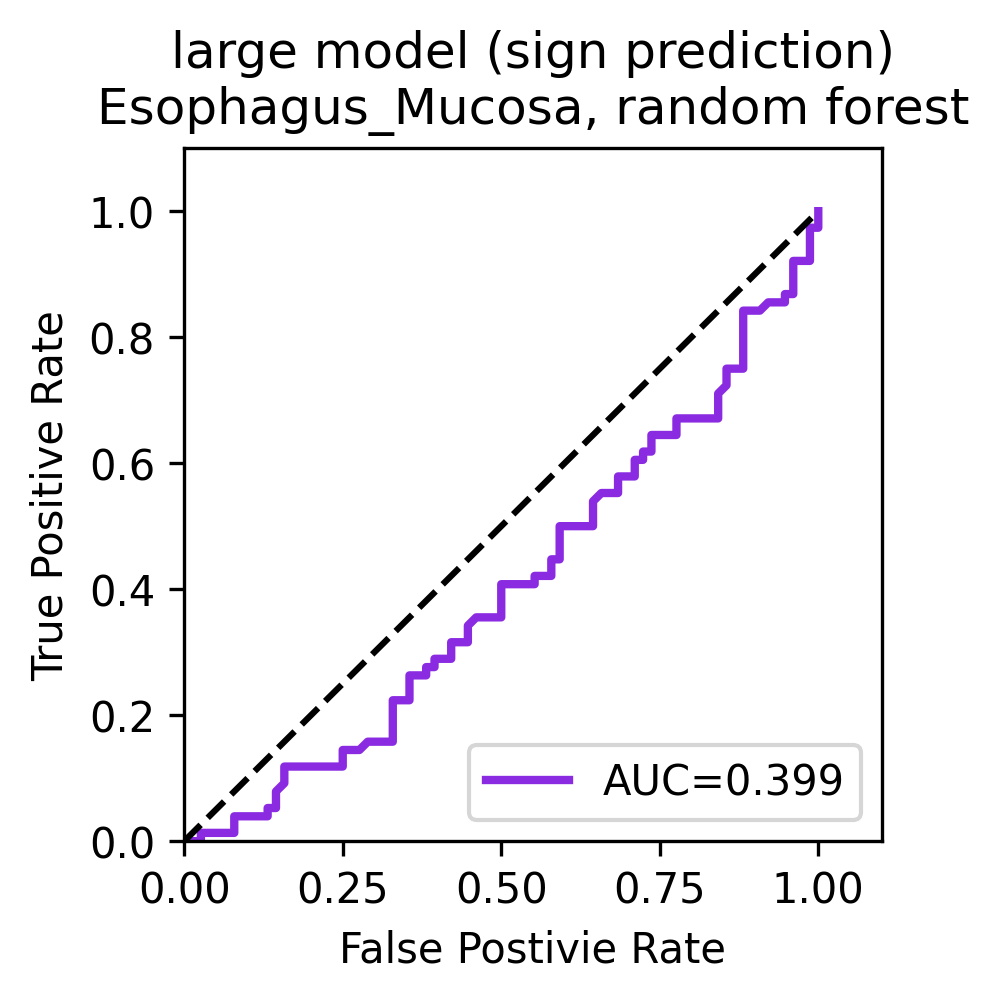 large model (sign prediction)
Esophagus_Mucosa, random forest
1.0
0.8
0.6
0.4
0.2
0.0
True Positive Rate
AUC=0.399
0.00 0.25 0.50 0.75 1.00
False Postivie Rate